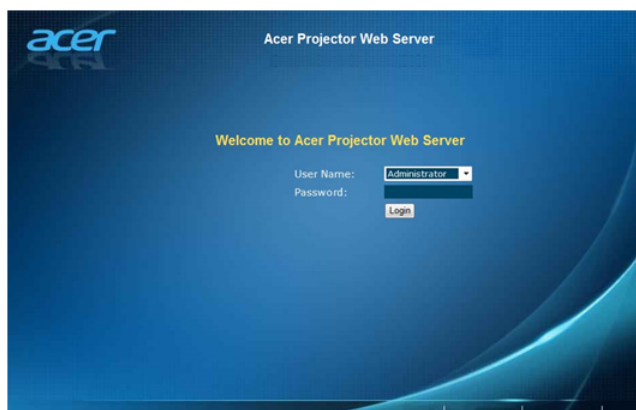 acer
Acer Projector Web Server
Welcome to Acer Projector Web Server
User Name: Administrator
Password:
Login